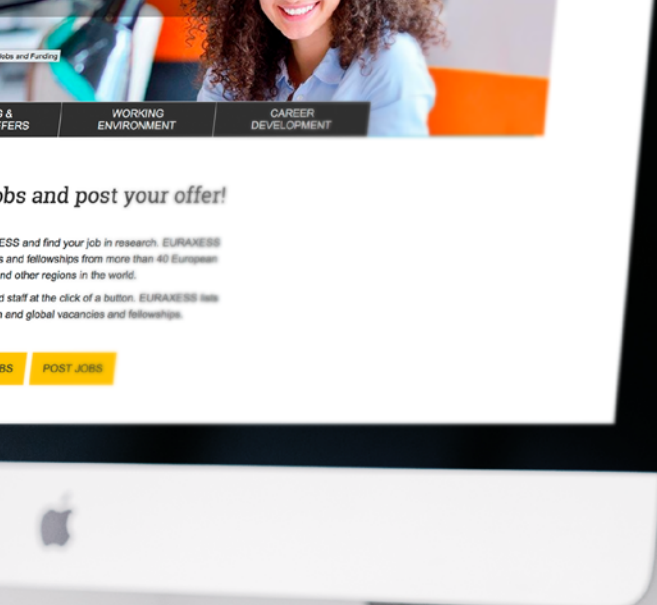 Jobs and Funding
G &
FERS
WORKING
ENVIRONMENT
CAREER
DEVELOPMENT
obs and post your offer!
ESS and find your job in research. EURAXESS
s and fellowships from more than 40 European
nd other regions in the world.
d staff at the click of a button. EURAXESS lists
n and global vacancies and fellowships.
BS
POST JOBS